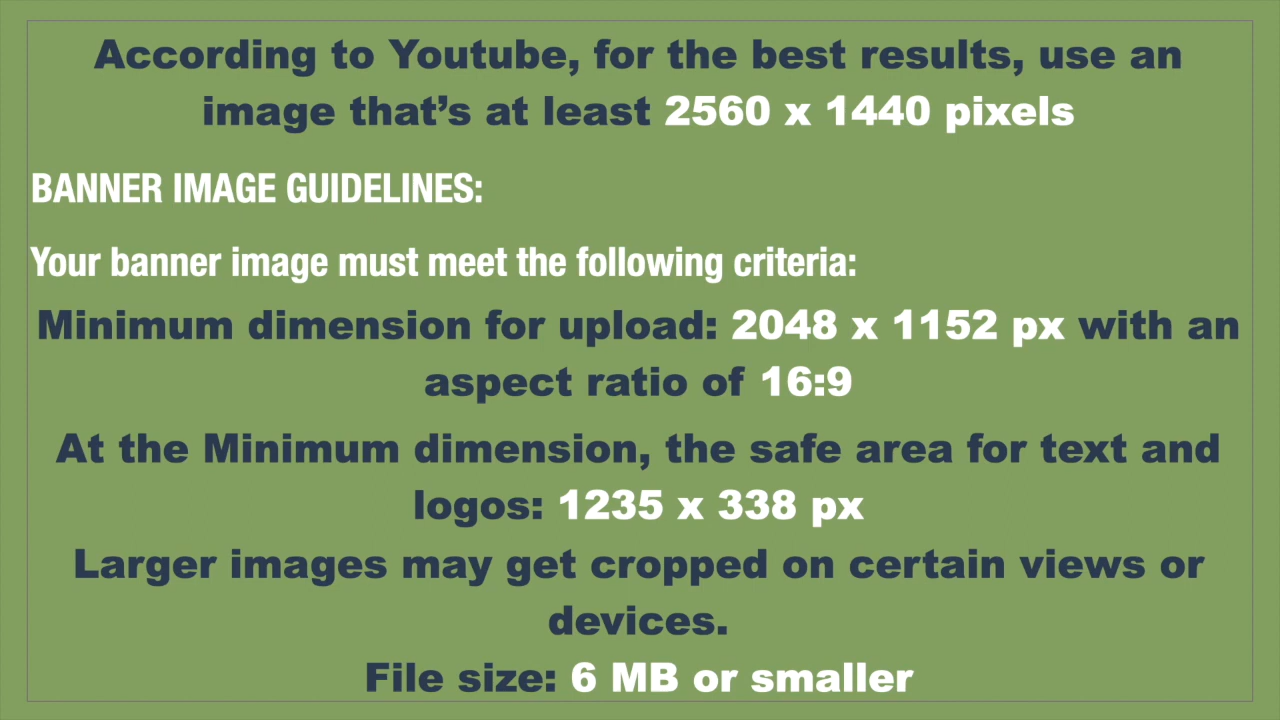 According to Youtube, for the best results, use an
image that’s at least 2560 x 1440 pixels
BANNER IMAGE GUIDELINES:
Your banner image must meet the following criteria:
Minimum dimension for upload: 2048 x 1152 px with an
aspect ratio of 16:9
At the Minimum dimension, the safe area for text and
logos: 1235 x 338 px
Larger images may get cropped on certain views or
devices.
File size: 6 MB or smaller